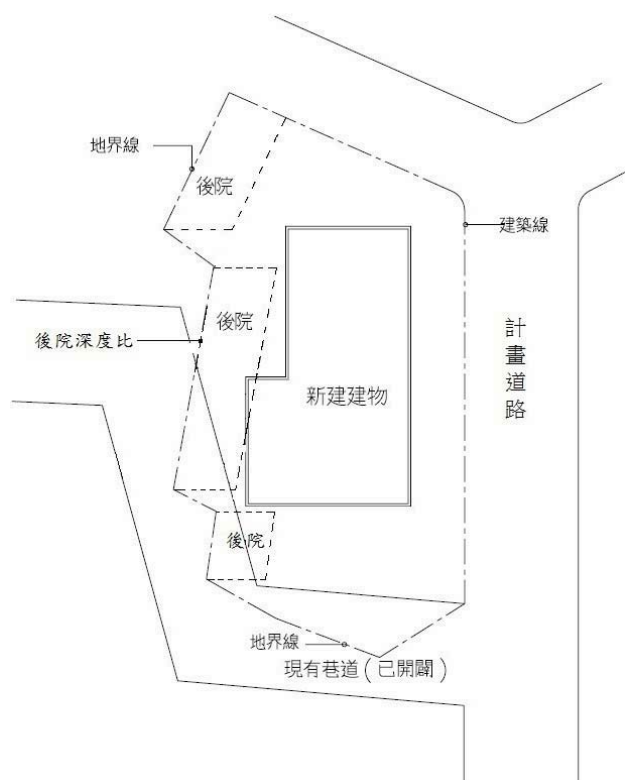 地界線
後院
建築線
後院
後院深度比
計畫道路
新建建物
後院
地界線
現有巷道(已開闢)